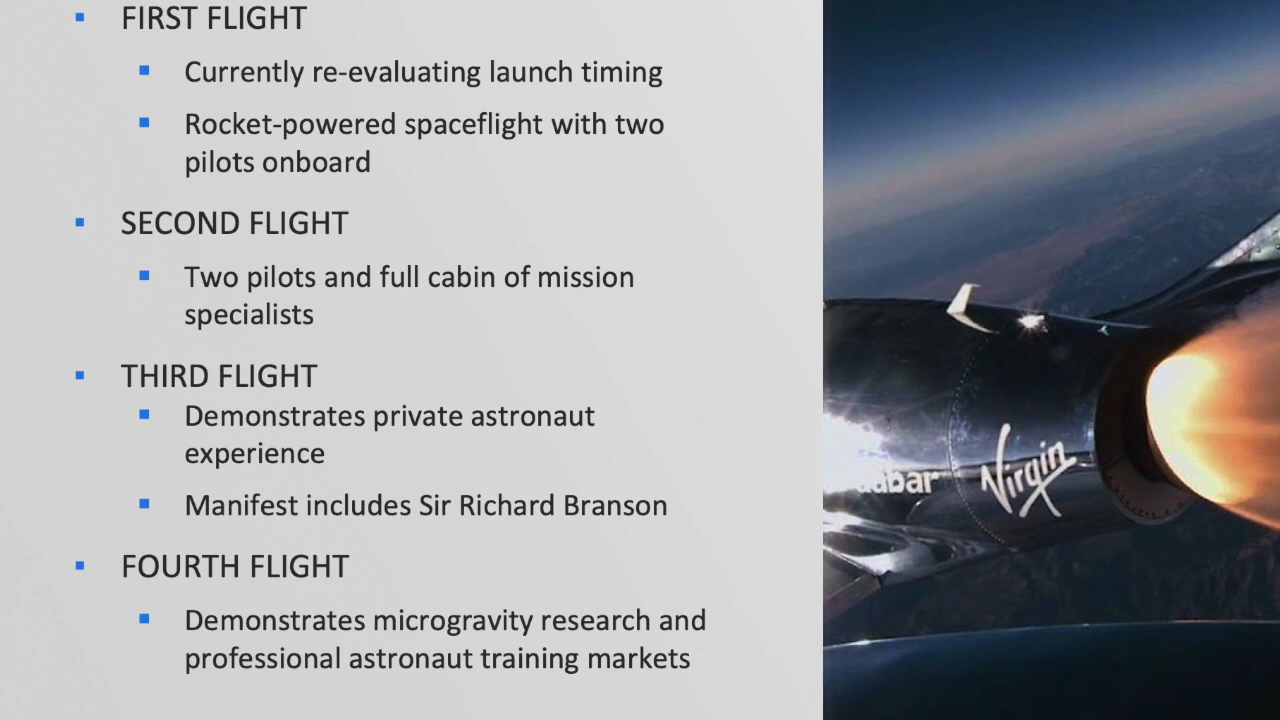 FIRST FLIGHT
Currently re-evaluating launch timing
Rocket-powered spaceflight with two
pilots onboard
SECOND FLIGHT
Two pilots and full cabin of mission
specialists
THIRD FLIGHT
Demonstrates private astronaut
experience
Manifest includes Sir Richard Branson
FOURTH FLIGHT
Demonstrates microgravity research and
professional astronaut training markets
Virgin